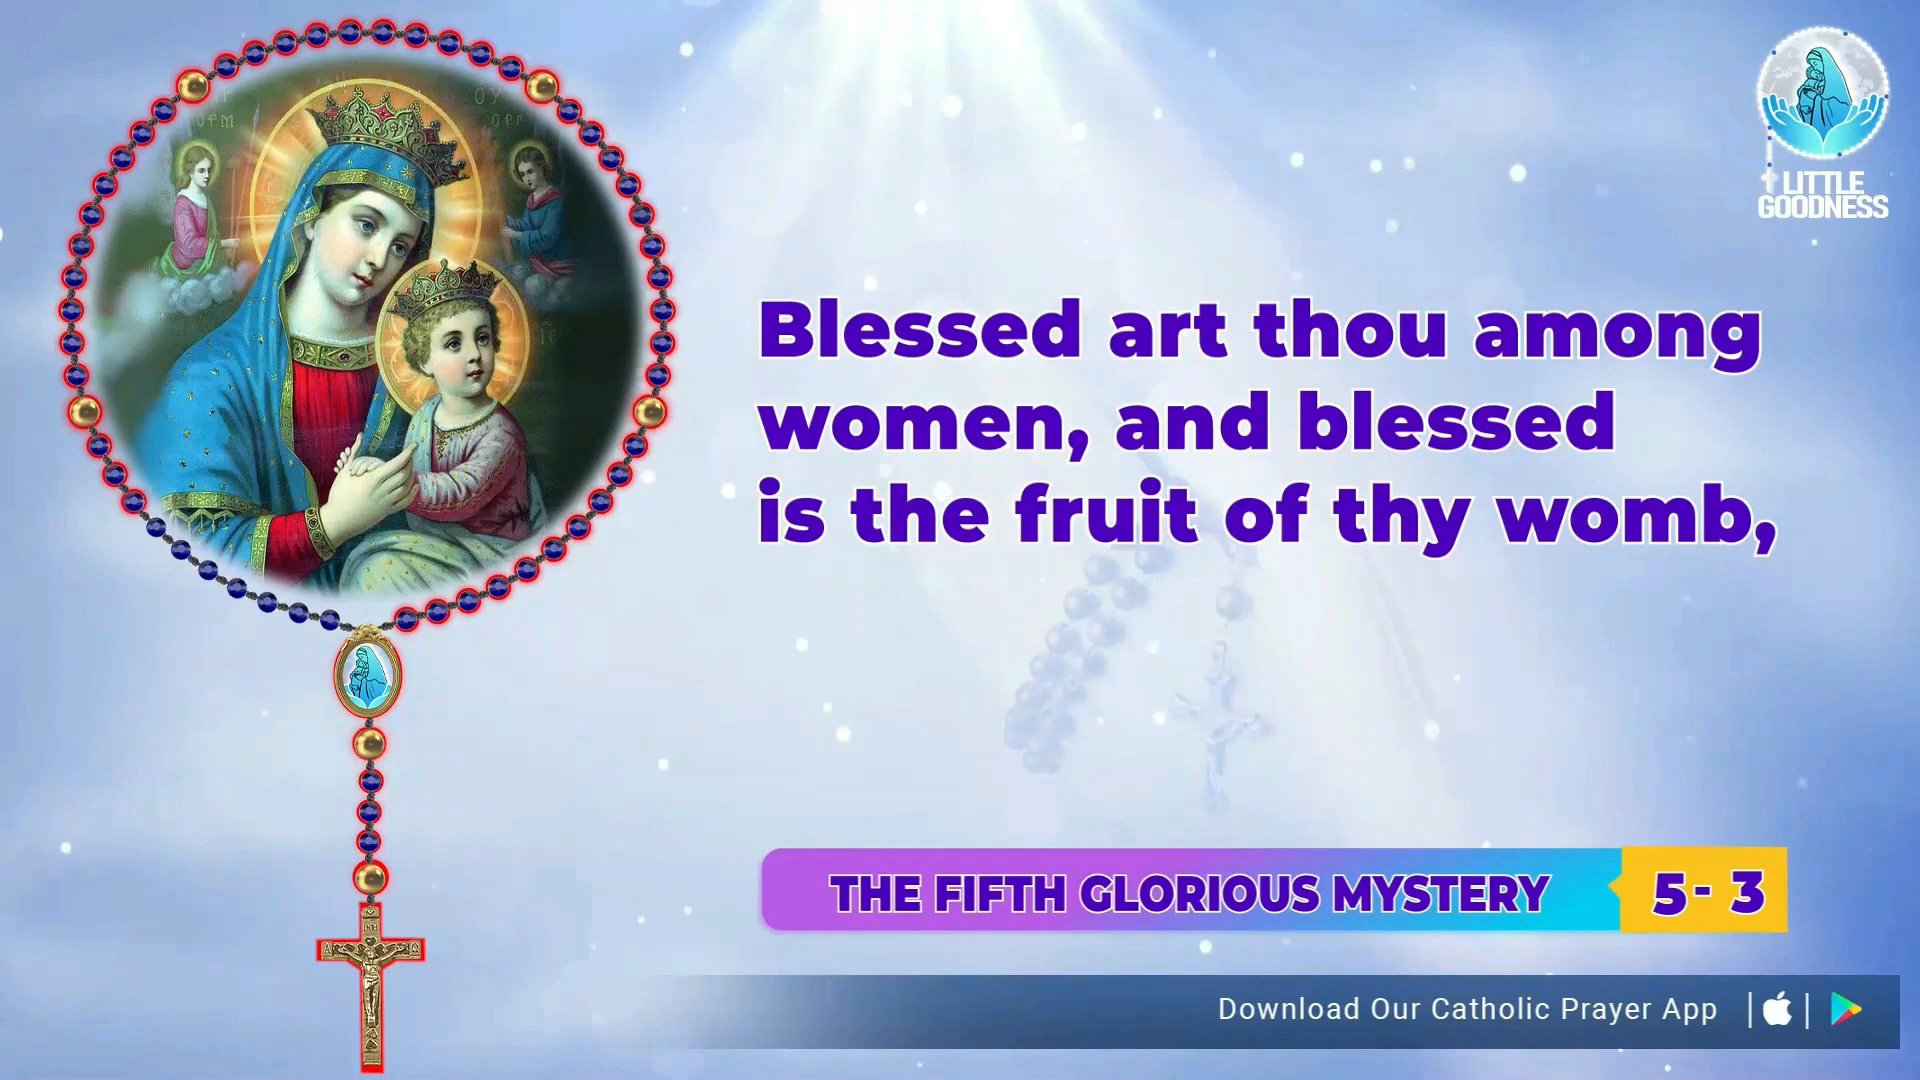 LITTLE
GOODNESS
Blessed art thou among
women, and blessed
is the fruit of thy womb,
THE FIFTH GLORIOUS MYSTERY 5- 3
Download Our Catholic Prayer App
INRI